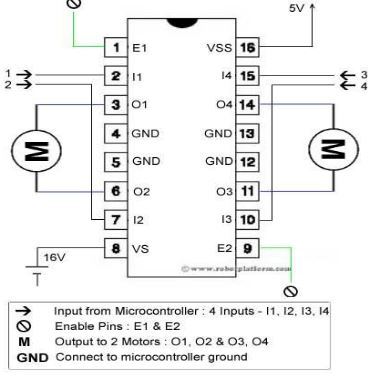 5V
1 E1 VSS 16
1 2 I1 I4 15 3
2 4
3 O1 O4 14
4 GND GND 13
M M
5 GND GND 12
6 O2 O3 11
7 I2 I3 10
16V 8 VS E2 9
©www.roboplatform.com
Input from Microcontroller : 4 Inputs - I1, I2, I3, I4
Enable Pins : E1 & E2
M Output to 2 Motors : O1, O2 & O3, O4
GND Connect to microcontroller ground